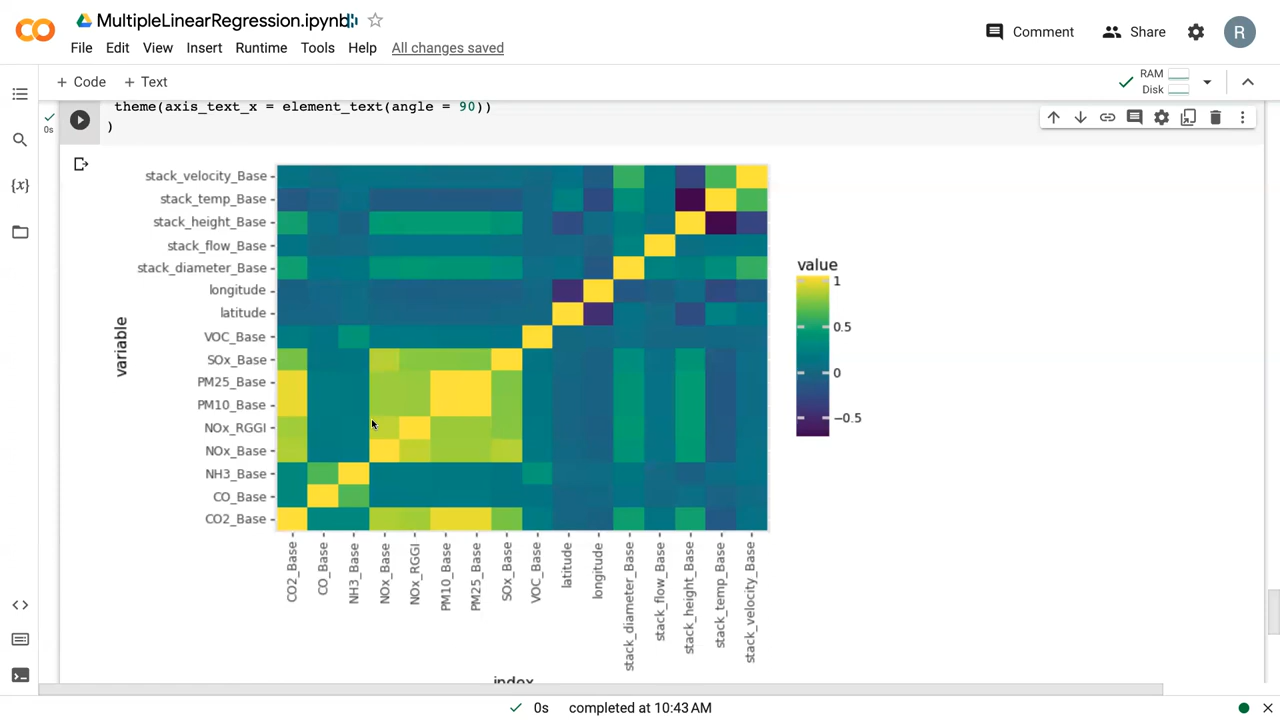 MultipleLinearRegression.ipynb
Comment
Share
R
File Edit View Insert Runtime Tools Help All changes saved
+ Code + Text
RAM
Disk
0s
theme(axis_text_x = element_text(angle = 90))
)
{x}
stack_velocity_Base
stack_temp_Base
stack_height_Base
stack_flow_Base
stack_diameter_Base
longitude
latitude
VOC_Base
SOx_Base
PM25_Base
PM10_Base
NOx_RGGI
NOx_Base
NH3_Base
CO_Base
CO2_Base
variable
value
1
0.5
0
−0.5
CO2_Base
CO_Base
NH3_Base
NOx_Base
NOx_RGGI
PM10_Base
PM25_Base
SOx_Base
VOC_Base
latitude
longitude
stack_diameter_Base
stack_flow_Base
stack_height_Base
stack_temp_Base
stack_velocity_Base
index
0s completed at 10:43 AM